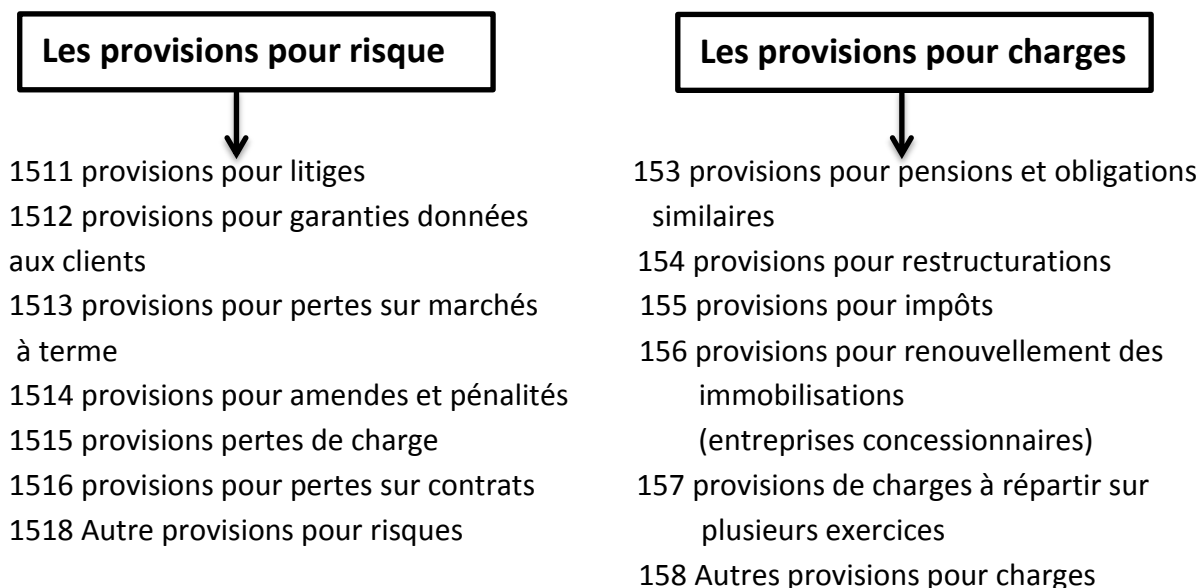 Les provisions pour risque
1511 provisions pour litiges
1512 provisions pour garanties données
aux clients
1513 provisions pour pertes sur marchés
à terme
1514 provisions pour amendes et pénalités
1515 provisions pertes de charge
1516 provisions pour pertes sur contrats
1518 Autre provisions pour risques
Les provisions pour charges
153 provisions pour pensions et obligations
similaires
154 provisions pour restructurations
155 provisions pour impôts
156 provisions pour renouvellement des
immobilisations
(entreprises concessionnaires)
157 provisions de charges à répartir sur
plusieurs exercices
158 Autres provisions pour charges